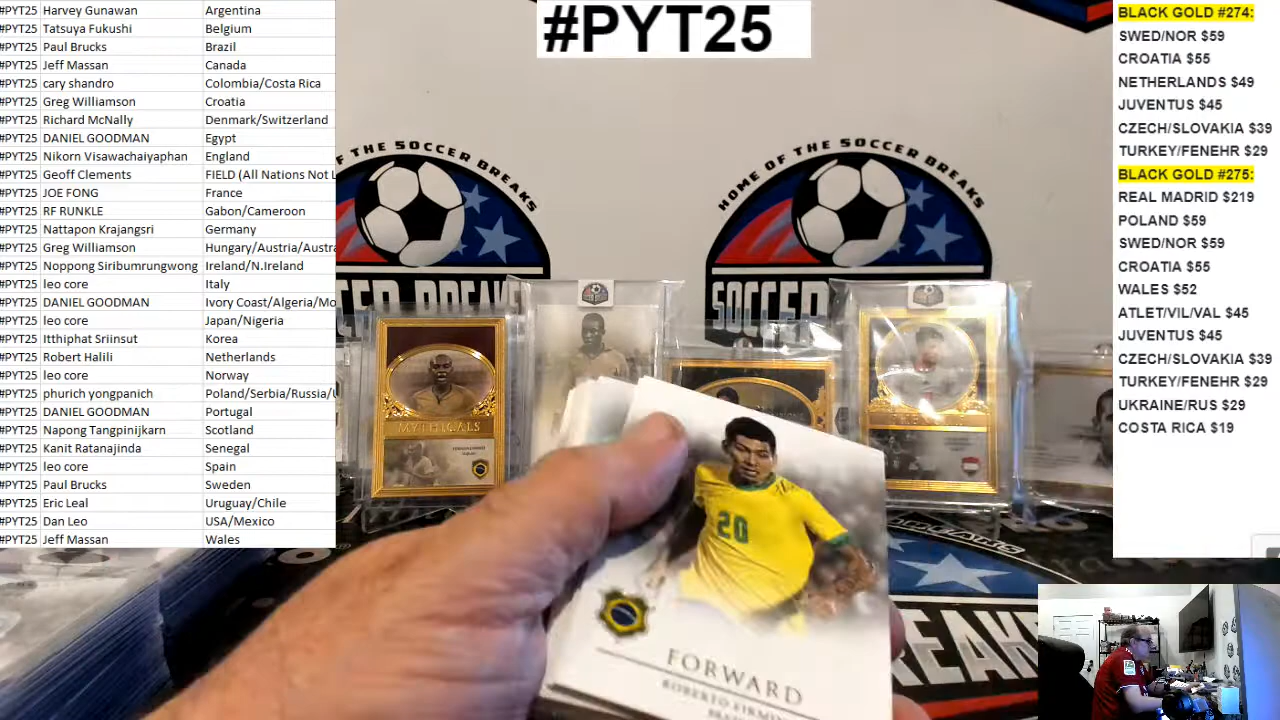 #PYT25 Harvey Gunawan Argentina
#PYT25 Tatsuya Fukushi Belgium
#PYT25 Paul Brucks Brazil
#PYT25 Jeff Massan Canada
#PYT25 cary shandro Colombia/Costa Rica
#PYT25 Greg Williamson Croatia
#PYT25 Richard McNally Denmark/Switzerland
#PYT25 DANIEL GOODMAN Egypt
#PYT25 Nikorn Visawachaiyaphan England
#PYT25 Geoff Clements FIELD (All Nations Not L
#PYT25 JOE FONG France
#PYT25 RF RUNKLE Gabon/Cameroon
#PYT25 Nattapon Krajangsri Germany
#PYT25 Greg Williamson Hungary/Austria/Austra
#PYT25 Noppong Siribumrungwong Ireland/N.Ireland
#PYT25 leo core Italy
#PYT25 DANIEL GOODMAN Ivory Coast/Algeria/Mo
#PYT25 leo core Japan/Nigeria
#PYT25 Itthiphat Sriinsut Korea
#PYT25 Robert Halili Netherlands
#PYT25 leo core Norway
#PYT25 phurich yongpanich Poland/Serbia/Russia/U
#PYT25 DANIEL GOODMAN Portugal
#PYT25 Napong Tangpinijkarn Scotland
#PYT25 Kanit Ratanajinda Senegal
#PYT25 leo core Spain
#PYT25 Paul Brucks Sweden
#PYT25 Eric Leal Uruguay/Chile
#PYT25 Dan Leo USA/Mexico
#PYT25 Jeff Massan Wales
#PYT25
OF THE SOCCER BREAKS
SOCCER BREAKS
HOME OF THE SOCCER BREAKS
SOCCER
MYTHICALS
FORWARD
ROBERTO FIRMIN
BREAK
BLACK GOLD #274:
SWED/NOR $59
CROATIA $55
NETHERLANDS $49
JUVENTUS $45
CZECH/SLOVAKIA $39
TURKEY/FENEHR $29
BLACK GOLD #275:
REAL MADRID $219
POLAND $59
SWED/NOR $59
CROATIA $55
WALES $52
ATLET/VIL/VAL $45
JUVENTUS $45
CZECH/SLOVAKIA $39
TURKEY/FENEHR $29
UKRAINE/RUS $29
COSTA RICA $19